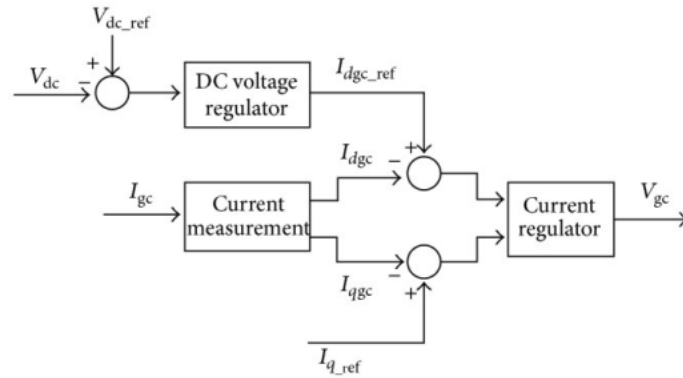 V_dc_ref
+
V_dc
−
DC voltage
regulator
I_dgc_ref
+
−
I_dgc
I_gc
Current
measurement
Current
regulator
V_gc
I_qgc
−
+
I_q_ref